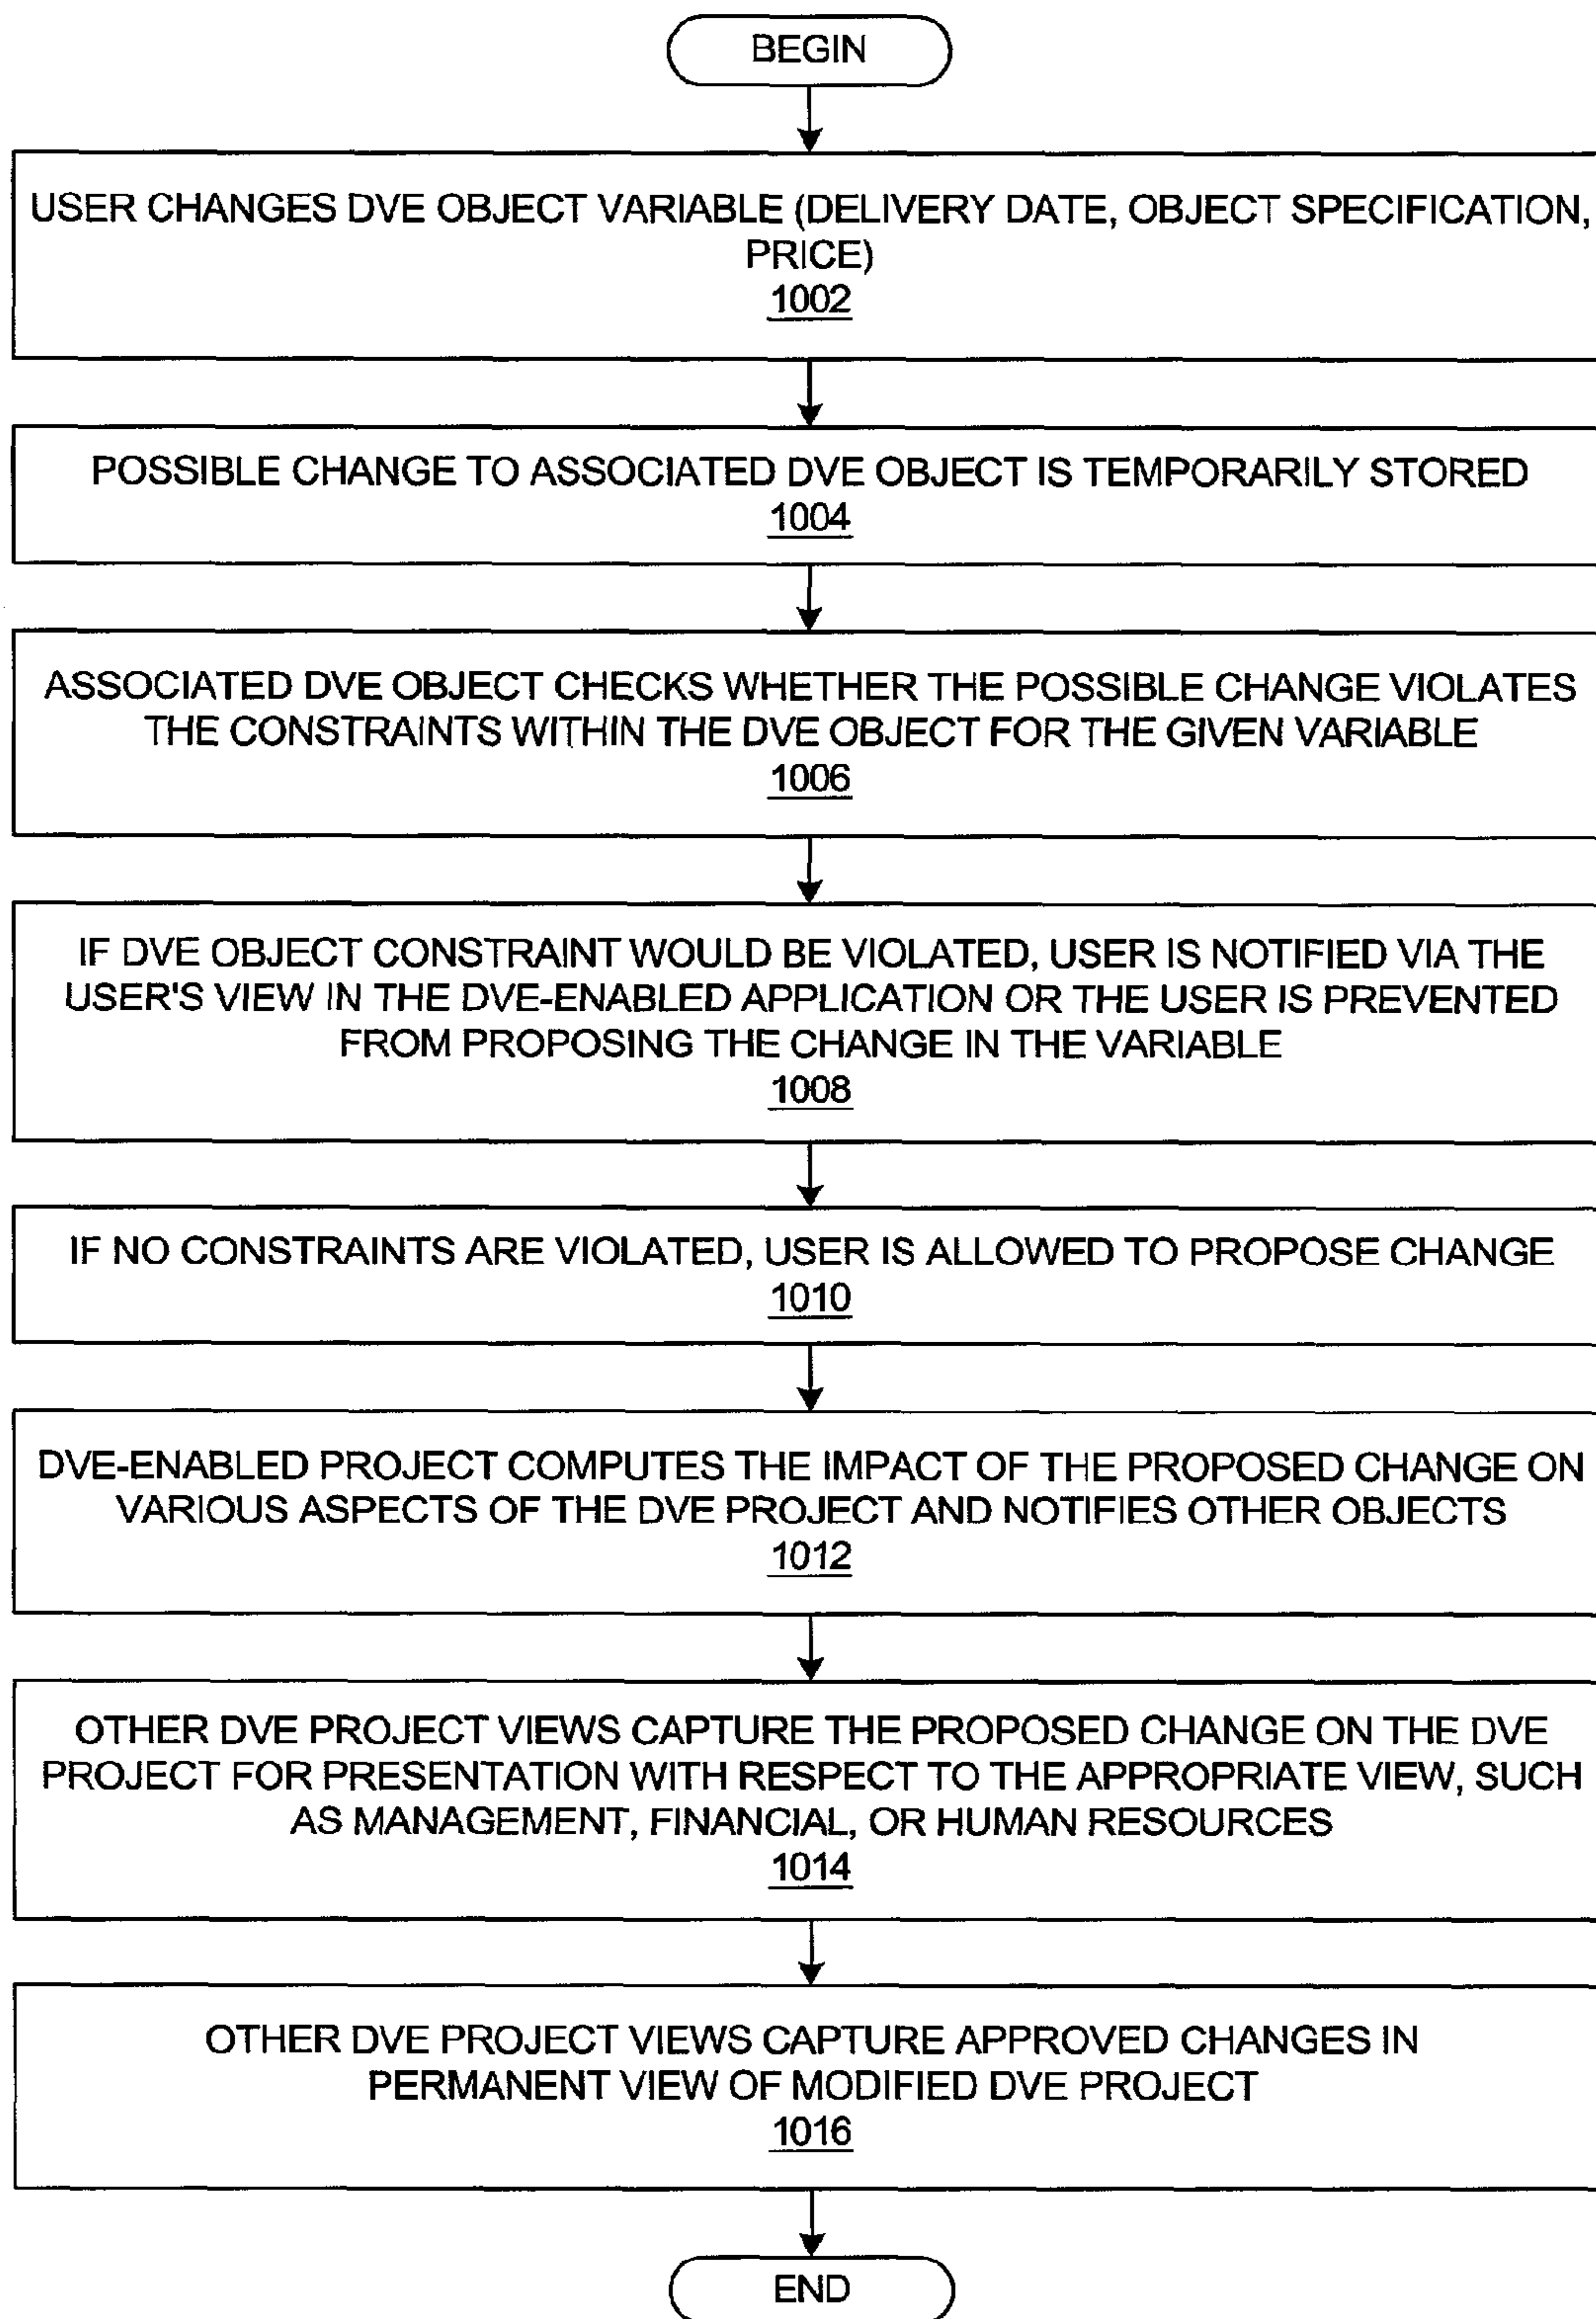 BEGIN
USER CHANGES DVE OBJECT VARIABLE (DELIVERY DATE, OBJECT SPECIFICATION,
PRICE)
1002
POSSIBLE CHANGE TO ASSOCIATED DVE OBJECT IS TEMPORARILY STORED
1004
ASSOCIATED DVE OBJECT CHECKS WHETHER THE POSSIBLE CHANGE VIOLATES
THE CONSTRAINTS WITHIN THE DVE OBJECT FOR THE GIVEN VARIABLE
1006
IF DVE OBJECT CONSTRAINT WOULD BE VIOLATED, USER IS NOTIFIED VIA THE
USER'S VIEW IN THE DVE-ENABLED APPLICATION OR THE USER IS PREVENTED
FROM PROPOSING THE CHANGE IN THE VARIABLE
1008
IF NO CONSTRAINTS ARE VIOLATED, USER IS ALLOWED TO PROPOSE CHANGE
1010
DVE-ENABLED PROJECT COMPUTES THE IMPACT OF THE PROPOSED CHANGE ON
VARIOUS ASPECTS OF THE DVE PROJECT AND NOTIFIES OTHER OBJECTS
1012
OTHER DVE PROJECT VIEWS CAPTURE THE PROPOSED CHANGE ON THE DVE
PROJECT FOR PRESENTATION WITH RESPECT TO THE APPROPRIATE VIEW, SUCH
AS MANAGEMENT, FINANCIAL, OR HUMAN RESOURCES
1014
OTHER DVE PROJECT VIEWS CAPTURE APPROVED CHANGES IN
PERMANENT VIEW OF MODIFIED DVE PROJECT
1016
END